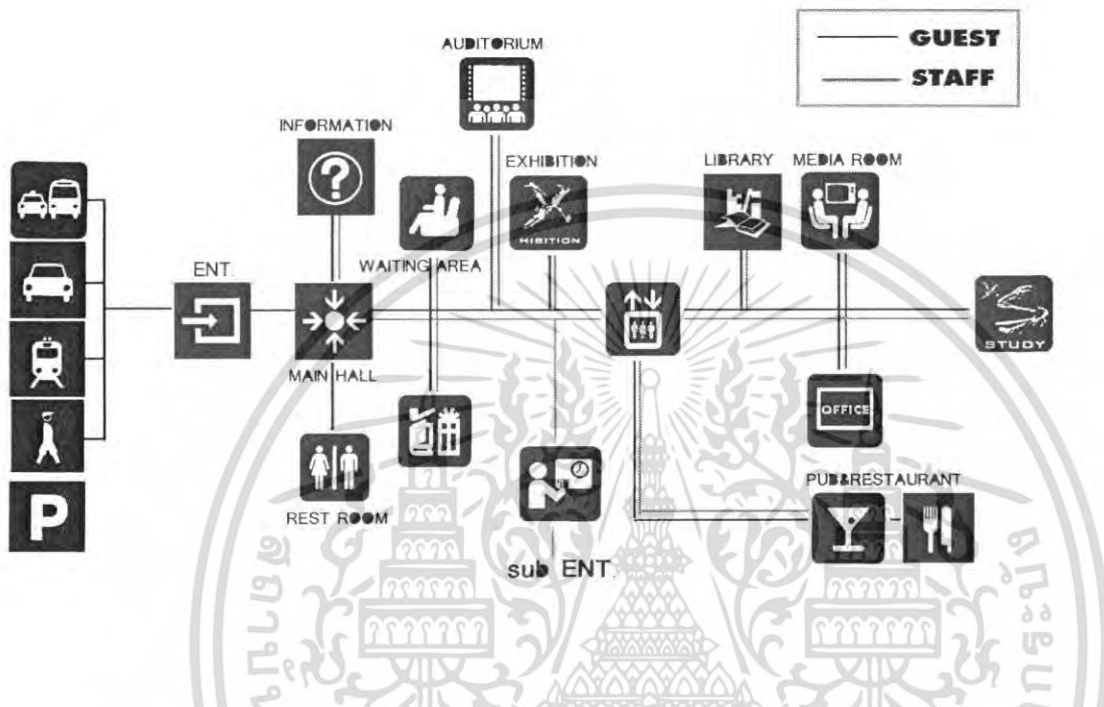 GUEST
STAFF
AUDITORIUM
INFORMATION
?
EXHIBITION
HIBITION
LIBRARY
MEDIA ROOM
WAITING AREA
ENT.
MAIN HALL
STUDY
OFFICE
REST ROOM
PUB&RESTAURANT
P
sub ENT.